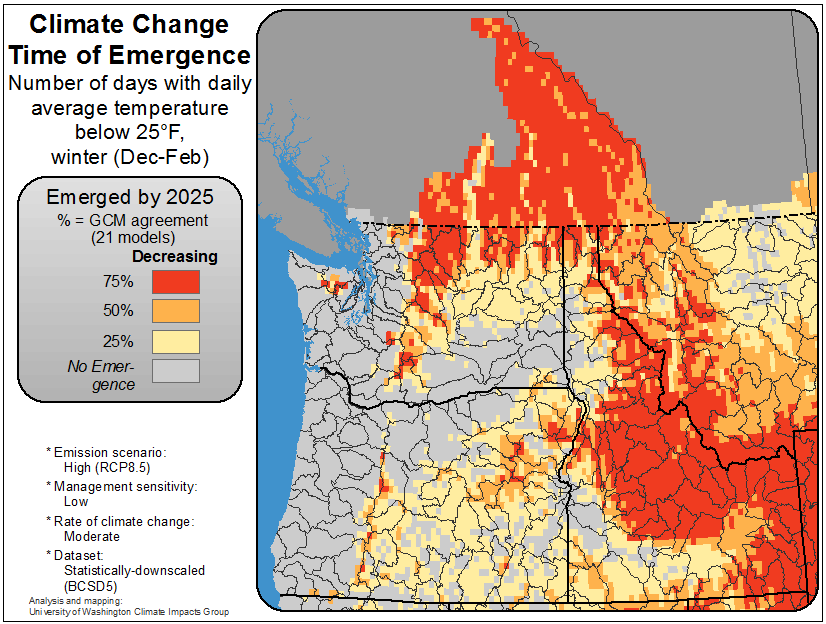 Climate Change
Time of Emergence
Number of days with daily
average temperature
below 25°F,
winter (Dec-Feb)
Emerged by 2025
% = GCM agreement
(21 models)
Decreasing
75%
50%
25%
No Emer-
gence
* Emission scenario:
High (RCP8.5)
* Management sensitivity:
Low
* Rate of climate change:
Moderate
* Dataset:
Statistically-downscaled
(BCSD5)
Analysis and mapping:
University of Washington Climate Impacts Group